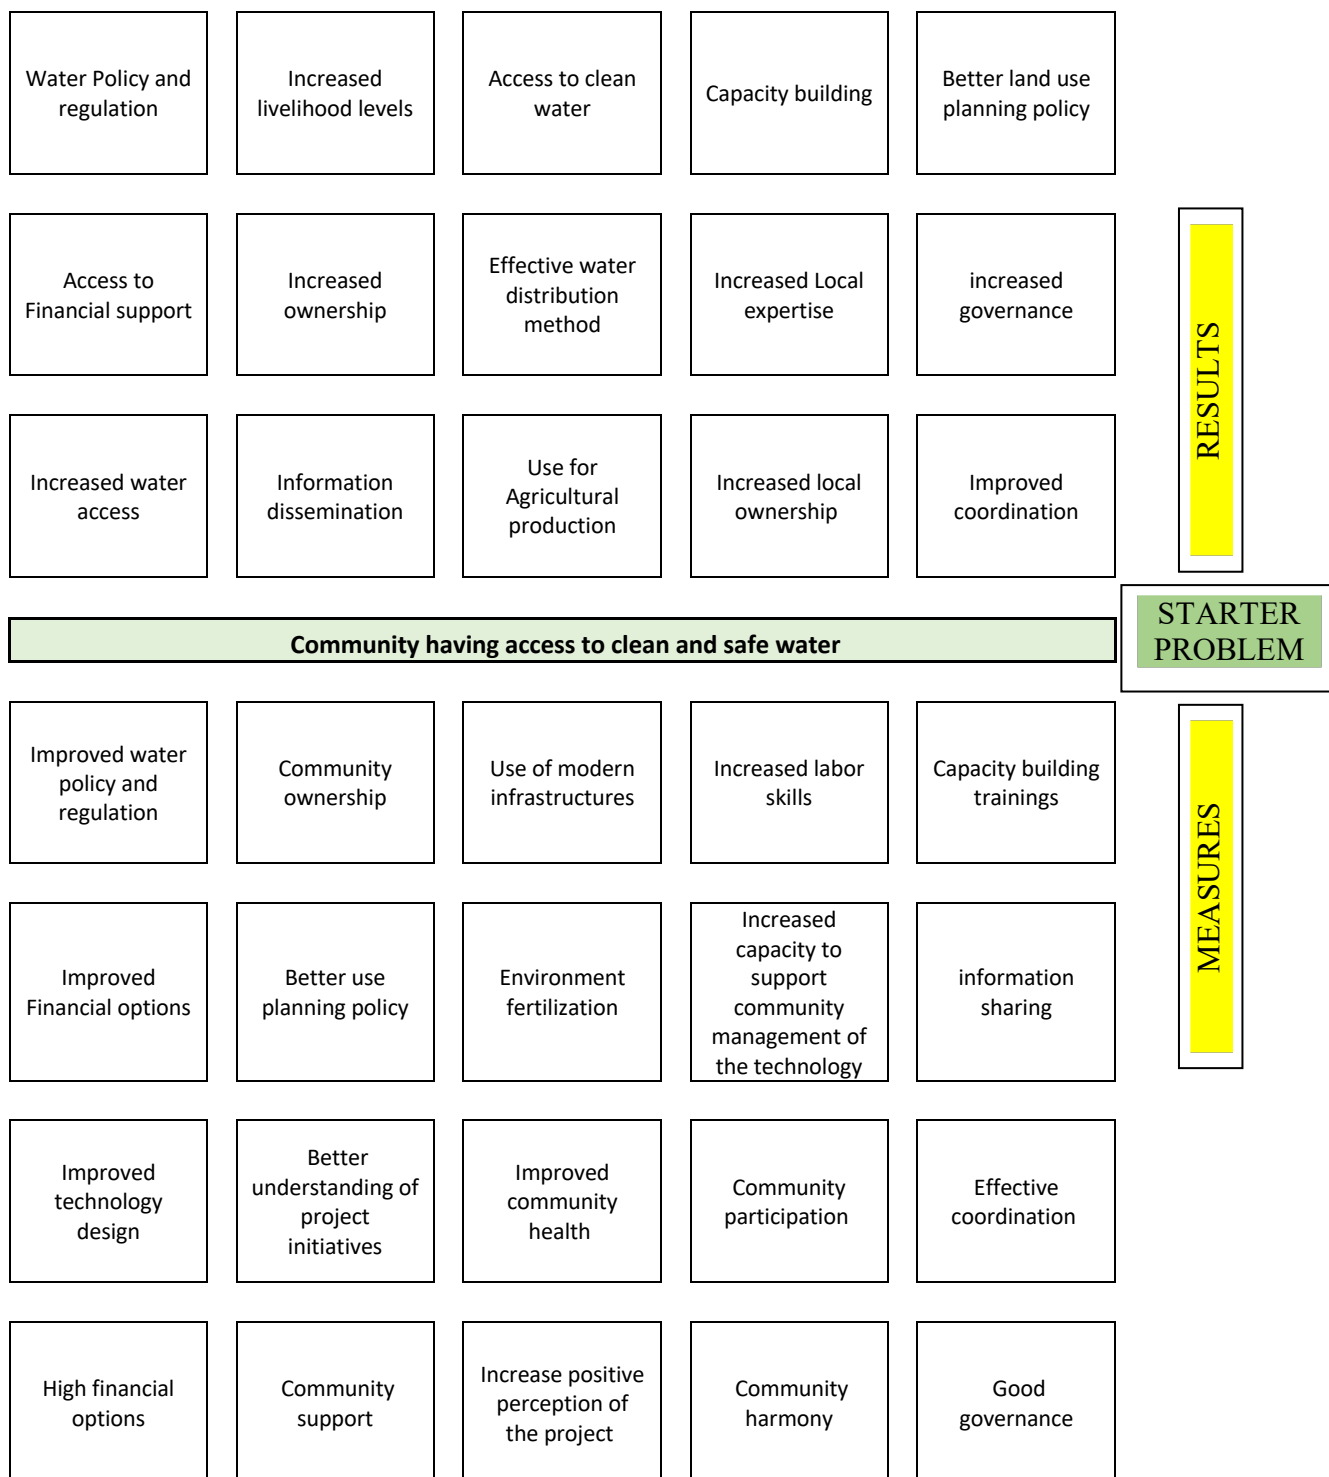 Water Policy and
regulation
Increased
livelihood levels
Access to clean
water
Capacity building
Better land use
planning policy
Access to
Financial support
Increased
ownership
Effective water
distribution
method
Increased Local
expertise
increased
governance
RESULTS
Increased water
access
Information
dissemination
Use for
Agricultural
production
Increased local
ownership
Improved
coordination
Community having access to clean and safe water
STARTER
PROBLEM
Improved water
policy and
regulation
Community
ownership
Use of modern
infrastructures
Increased labor
skills
Capacity building
trainings
MEASURES
Improved
Financial options
Better use
planning policy
Environment
fertilization
Increased
capacity to
support
community
management of
the technology
information
sharing
Improved
technology
design
Better
understanding of
project
initiatives
Improved
community
health
Community
participation
Effective
coordination
High financial
options
Community
support
Increase positive
perception of
the project
Community
harmony
Good
governance